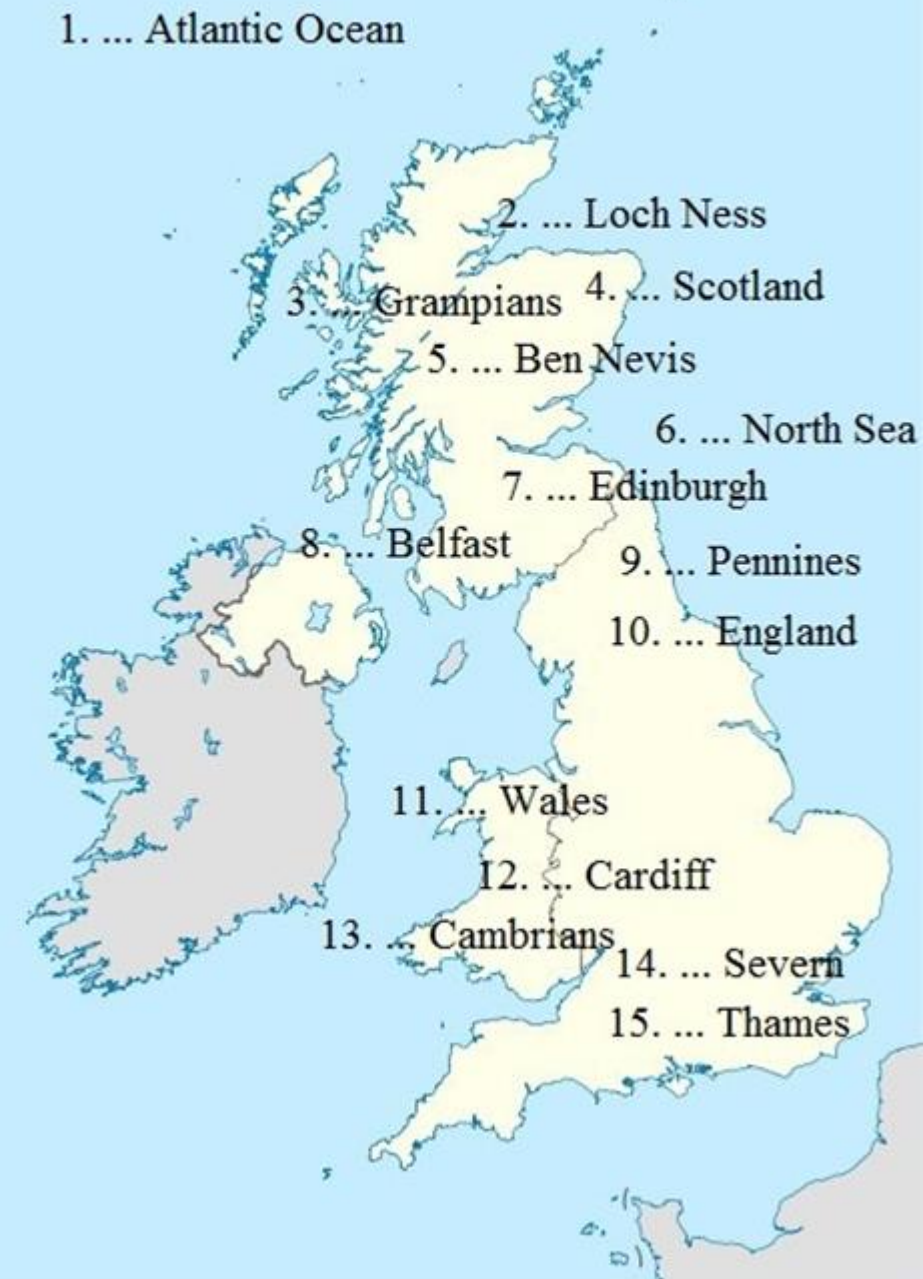 1. ... Atlantic Ocean
2. ... Loch Ness
3. ... Grampians
4. ... Scotland
5. ... Ben Nevis
6. ... North Sea
7. ... Edinburgh
8. ... Belfast
9. ... Pennines
10. ... England
11. ... Wales
12. ... Cardiff
13. ... Cambrians
14. ... Severn
15. ... Thames